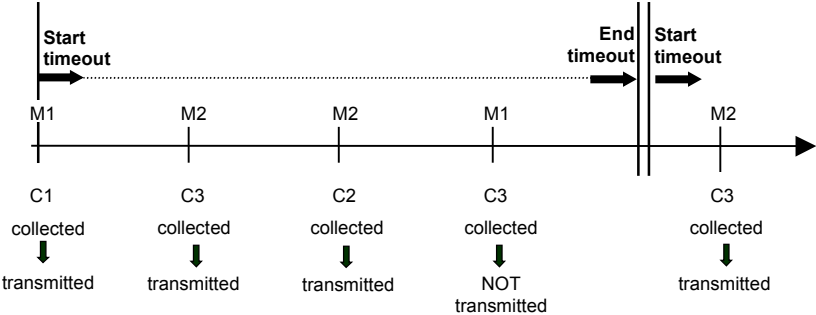 Start
timeout
End
timeout
Start
timeout
M1 M2 M2 M1 M2
C1 C3 C2 C3 C3
collected collected collected collected collected
transmitted transmitted transmitted NOT
transmitted
transmitted